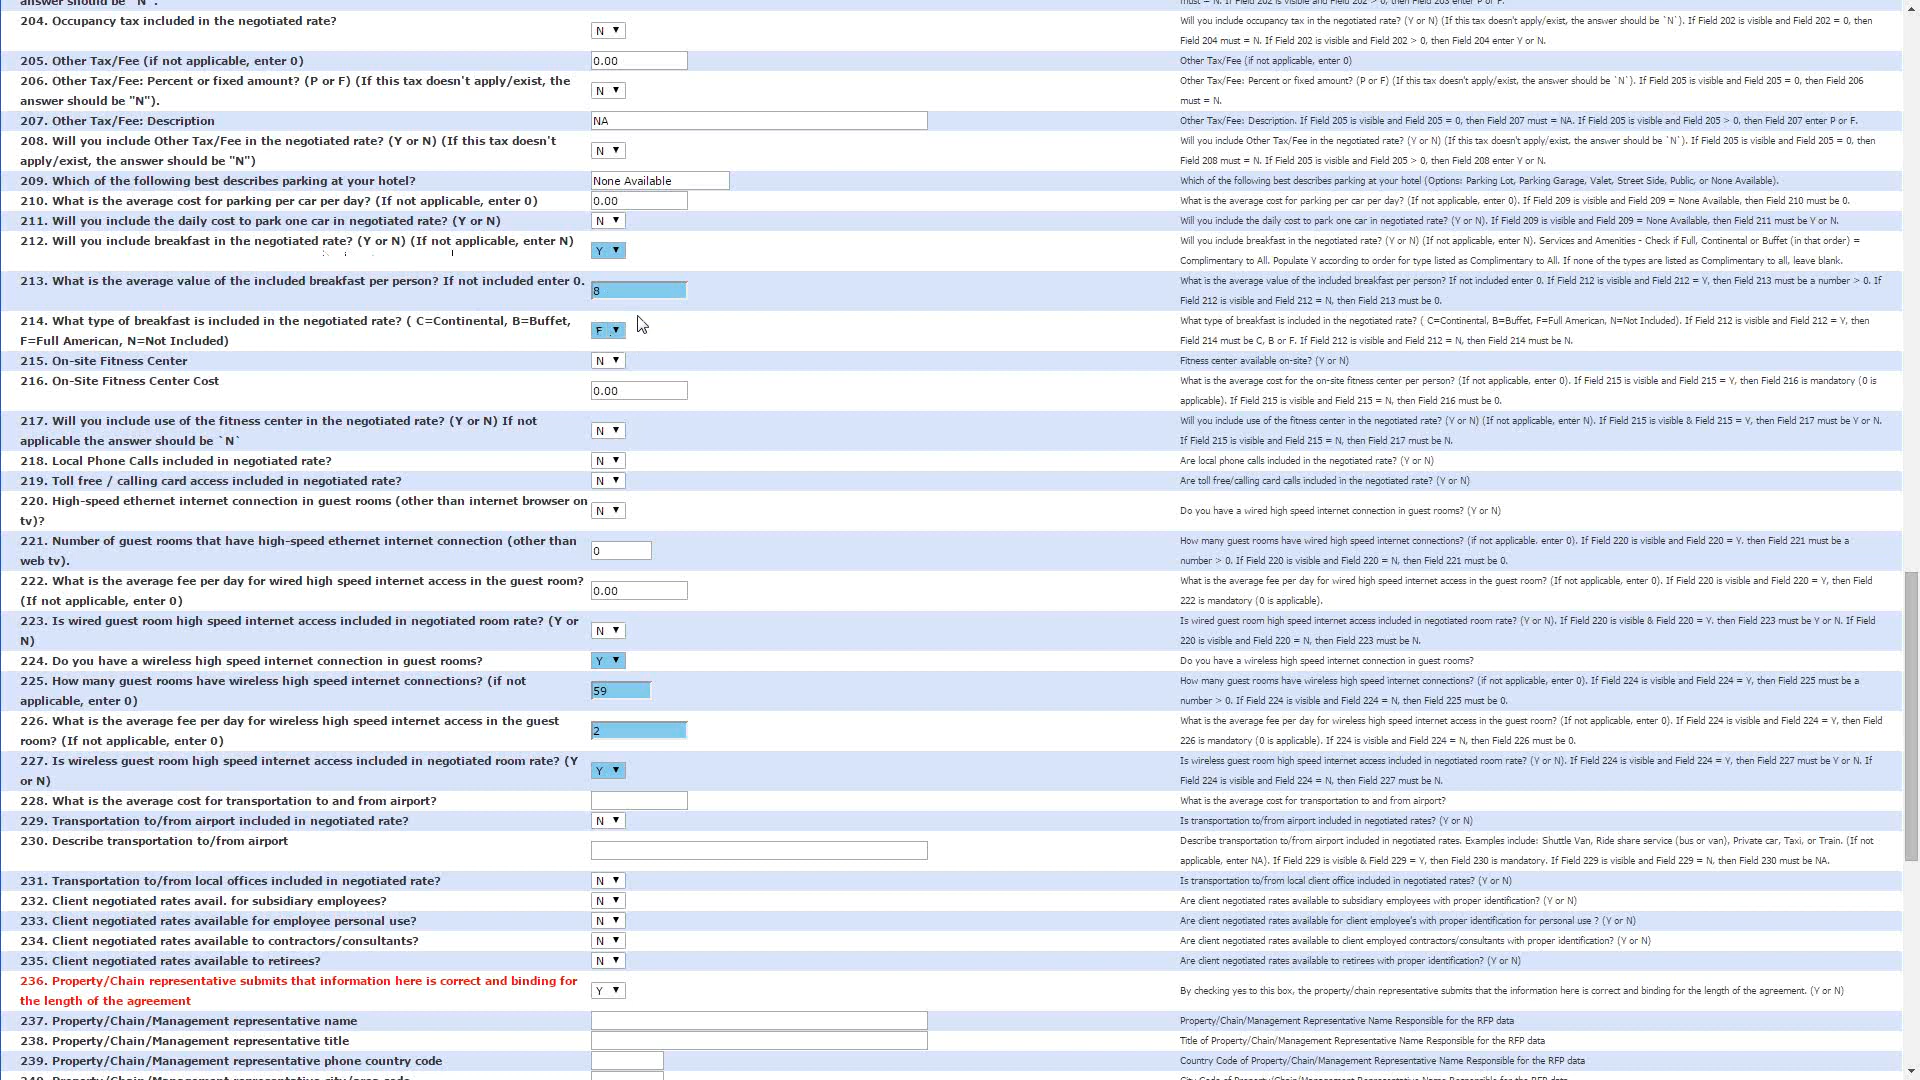 answer should be "N".
must = N. If Field 202 is visible and Field 202 > 0, then Field 203 enter P or F.
204. Occupancy tax included in the negotiated rate?
N
Will you include occupancy tax in the negotiated rate? (Y or N) (If this tax doesn't apply/exist, the answer should be `N`). If Field 202 is visible and Field 202 = 0, then
Field 204 must = N. If Field 202 is visible and Field 202 > 0, then Field 204 enter Y or N.
205. Other Tax/Fee (if not applicable, enter 0)
0.00
Other Tax/Fee (if not applicable, enter 0)
206. Other Tax/Fee: Percent or fixed amount? (P or F) (If this tax doesn't apply/exist, the
answer should be "N").
N
Other Tax/Fee: Percent or fixed amount? (P or F) (If this tax doesn't apply/exist, the answer should be `N`). If Field 205 is visible and Field 205 = 0, then Field 206
must = N.
207. Other Tax/Fee: Description
NA
Other Tax/Fee: Description. If Field 205 is visible and Field 205 = 0, then Field 207 must = NA. If Field 205 is visible and Field 205 > 0, then Field 207 enter P or F.
208. Will you include Other Tax/Fee in the negotiated rate? (Y or N) (If this tax doesn't
apply/exist, the answer should be "N")
N
Will you include Other Tax/Fee in the negotiated rate? (Y or N) (If this tax doesn't apply/exist, the answer should be `N`). If Field 205 is visible and Field 205 = 0, then
Field 208 must = N. If Field 205 is visible and Field 205 > 0, then Field 208 enter Y or N.
209. Which of the following best describes parking at your hotel?
None Available
Which of the following best describes parking at your hotel (Options: Parking Lot, Parking Garage, Valet, Street Side, Public, or None Available).
210. What is the average cost for parking per car per day? (If not applicable, enter 0)
0.00
What is the average cost for parking per car per day? (If not applicable, enter 0). If Field 209 is visible and Field 209 = None Available, then Field 210 must be 0.
211. Will you include the daily cost to park one car in negotiated rate? (Y or N)
N
Will you include the daily cost to park one car in negotiated rate? (Y or N). If Field 209 is visible and Field 209 = None Available, then Field 211 must be Y or N.
212. Will you include breakfast in the negotiated rate? (Y or N) (If not applicable, enter N)
Y
Will you include breakfast in the negotiated rate? (Y or N) (If not applicable, enter N). Services and Amenities - Check if Full, Continental or Buffet (in that order) =
Complimentary to All. Populate Y according to order for type listed as Complimentary to All. If none of the types are listed as Complimentary to all, leave blank.
213. What is the average value of the included breakfast per person? If not included enter 0.
8
What is the average value of the included breakfast per person? If not included enter 0. If Field 212 is visible and Field 212 = Y, then Field 213 must be a number > 0. If
Field 212 is visible and Field 212 = N, then Field 213 must be 0.
214. What type of breakfast is included in the negotiated rate? ( C=Continental, B=Buffet,
F=Full American, N=Not Included)
F
What type of breakfast is included in the negotiated rate? ( C=Continental, B=Buffet, F=Full American, N=Not Included). If Field 212 is visible and Field 212 = Y, then
Field 214 must be C, B or F. If Field 212 is visible and Field 212 = N, then Field 214 must be N.
215. On-site Fitness Center
N
Fitness center available on-site? (Y or N)
216. On-Site Fitness Center Cost
0.00
What is the average cost for the on-site fitness center per person? (If not applicable, enter 0). If Field 215 is visible and Field 215 = Y, then Field 216 is mandatory (0 is
applicable). If Field 215 is visible and Field 215 = N, then Field 216 must be 0.
217. Will you include use of the fitness center in the negotiated rate? (Y or N) If not
applicable the answer should be `N`
N
Will you include use of the fitness center in the negotiated rate? (Y or N) (If not applicable, enter N). If Field 215 is visible & Field 215 = Y, then Field 217 must be Y or N.
If Field 215 is visible and Field 215 = N, then Field 217 must be N.
218. Local Phone Calls included in negotiated rate?
N
Are local phone calls included in the negotiated rate? (Y or N)
219. Toll free / calling card access included in negotiated rate?
N
Are toll free/calling card calls included in the negotiated rate? (Y or N)
220. High-speed ethernet internet connection in guest rooms (other than internet browser on
tv)?
N
Do you have a wired high speed internet connection in guest rooms? (Y or N)
221. Number of guest rooms that have high-speed ethernet internet connection (other than
web tv).
0
How many guest rooms have wired high speed internet connections? (if not applicable, enter 0). If Field 220 is visible and Field 220 = Y, then Field 221 must be a
number > 0. If Field 220 is visible and Field 220 = N, then Field 221 must be 0.
222. What is the average fee per day for wired high speed internet access in the guest room?
(If not applicable, enter 0)
0.00
What is the average fee per day for wired high speed internet access in the guest room? (If not applicable, enter 0). If Field 220 is visible and Field 220 = Y, then Field
222 is mandatory (0 is applicable).
223. Is wired guest room high speed internet access included in negotiated room rate? (Y or
N)
N
Is wired guest room high speed internet access included in negotiated room rate? (Y or N). If Field 220 is visible & Field 220 = Y, then Field 223 must be Y or N. If Field
220 is visible and Field 220 = N, then Field 223 must be N.
224. Do you have a wireless high speed internet connection in guest rooms?
Y
Do you have a wireless high speed internet connection in guest rooms?
225. How many guest rooms have wireless high speed internet connections? (if not
applicable, enter 0)
59
How many guest rooms have wireless high speed internet connections? (if not applicable, enter 0). If Field 224 is visible and Field 224 = Y, then Field 225 must be a
number > 0. If Field 224 is visible and Field 224 = N, then Field 225 must be 0.
226. What is the average fee per day for wireless high speed internet access in the guest
room? (If not applicable, enter 0)
2
What is the average fee per day for wireless high speed internet access in the guest room? (If not applicable, enter 0). If Field 224 is visible and Field 224 = Y, then Field
226 is mandatory (0 is applicable). If 224 is visible and Field 224 = N, then Field 226 must be 0.
227. Is wireless guest room high speed internet access included in negotiated room rate? (Y
or N)
Y
Is wireless guest room high speed internet access included in negotiated room rate? (Y or N). If Field 224 is visible and Field 224 = Y, then Field 227 must be Y or N. If
Field 224 is visible and Field 224 = N, then Field 227 must be N.
228. What is the average cost for transportation to and from airport?
What is the average cost for transportation to and from airport?
229. Transportation to/from airport included in negotiated rate?
N
Is transportation to/from airport included in negotiated rates? (Y or N)
230. Describe transportation to/from airport
Describe transportation to/from airport included in negotiated rates. Examples include: Shuttle Van, Ride share service (bus or van), Private car, Taxi, or Train. (If not
applicable, enter NA). If Field 229 is visible & Field 229 = Y, then Field 230 is mandatory. If Field 229 is visible and Field 229 = N, then Field 230 must be NA.
231. Transportation to/from local offices included in negotiated rate?
N
Is transportation to/from local client office included in negotiated rates? (Y or N)
232. Client negotiated rates avail. for subsidiary employees?
N
Are client negotiated rates available to subsidiary employees with proper identification? (Y or N)
233. Client negotiated rates available for employee personal use?
N
Are client negotiated rates available for client employee's with proper identification for personal use ? (Y or N)
234. Client negotiated rates available to contractors/consultants?
N
Are client negotiated rates available to client employed contractors/consultants with proper identification? (Y or N)
235. Client negotiated rates available to retirees?
N
Are client negotiated rates available to retirees with proper identification? (Y or N)
236. Property/Chain representative submits that information here is correct and binding for
the length of the agreement
Y
By checking yes to this box, the property/chain representative submits that the information here is correct and binding for the length of the agreement. (Y or N)
237. Property/Chain/Management representative name
Property/Chain/Management Representative Name Responsible for the RFP data
238. Property/Chain/Management representative title
Title of Property/Chain/Management Representative Name Responsible for the RFP data
239. Property/Chain/Management representative phone country code
Country Code of Property/Chain/Management Representative Name Responsible for the RFP data
240. Property/Chain/Management representative city/area code
City Code of Property/Chain/Management Representative Name Responsible for the RFP data